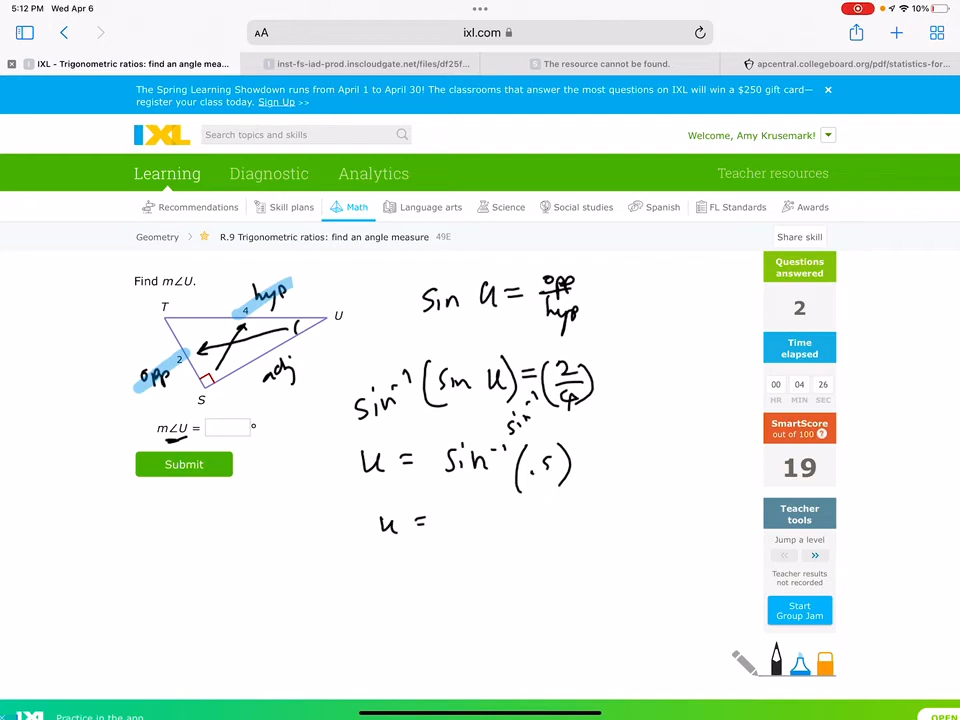 5:12 PM Wed Apr 6
10%
AA ixl.com
IXL - Trigonometric ratios: find an angle mea...
inst-fs-iad-prod.inscloudgate.net/files/df25f...
The resource cannot be found.
apcentral.collegeboard.org/pdf/statistics-for...
The Spring Learning Showdown runs from April 1 to April 30! The classrooms that answer the most questions on IXL will win a $250 gift card—
register your class today. Sign Up >>
IXL
Search topics and skills
Welcome, Amy Krusemark!
Learning Diagnostic Analytics Teacher resources
Recommendations Skill plans Math Language arts Science Social studies Spanish FL Standards Awards
Geometry R.9 Trigonometric ratios: find an angle measure 49E
Share skill
Questions
answered
2
Time
elapsed
00 04 26
HR MIN SEC
SmartScore
out of 100 ?
19
Teacher
tools
Jump a level
<< >>
Teacher results
not recorded
Start
Group Jam
Find m∠U.
hyp
T 4 U
2
opp adj
S
m∠U = °
Submit
sin U = opp/hyp
sin⁻¹ (sin U) = (2/4)
sin⁻¹
u = sin⁻¹ (.5)
u =
IXL Practice in the app
OPEN